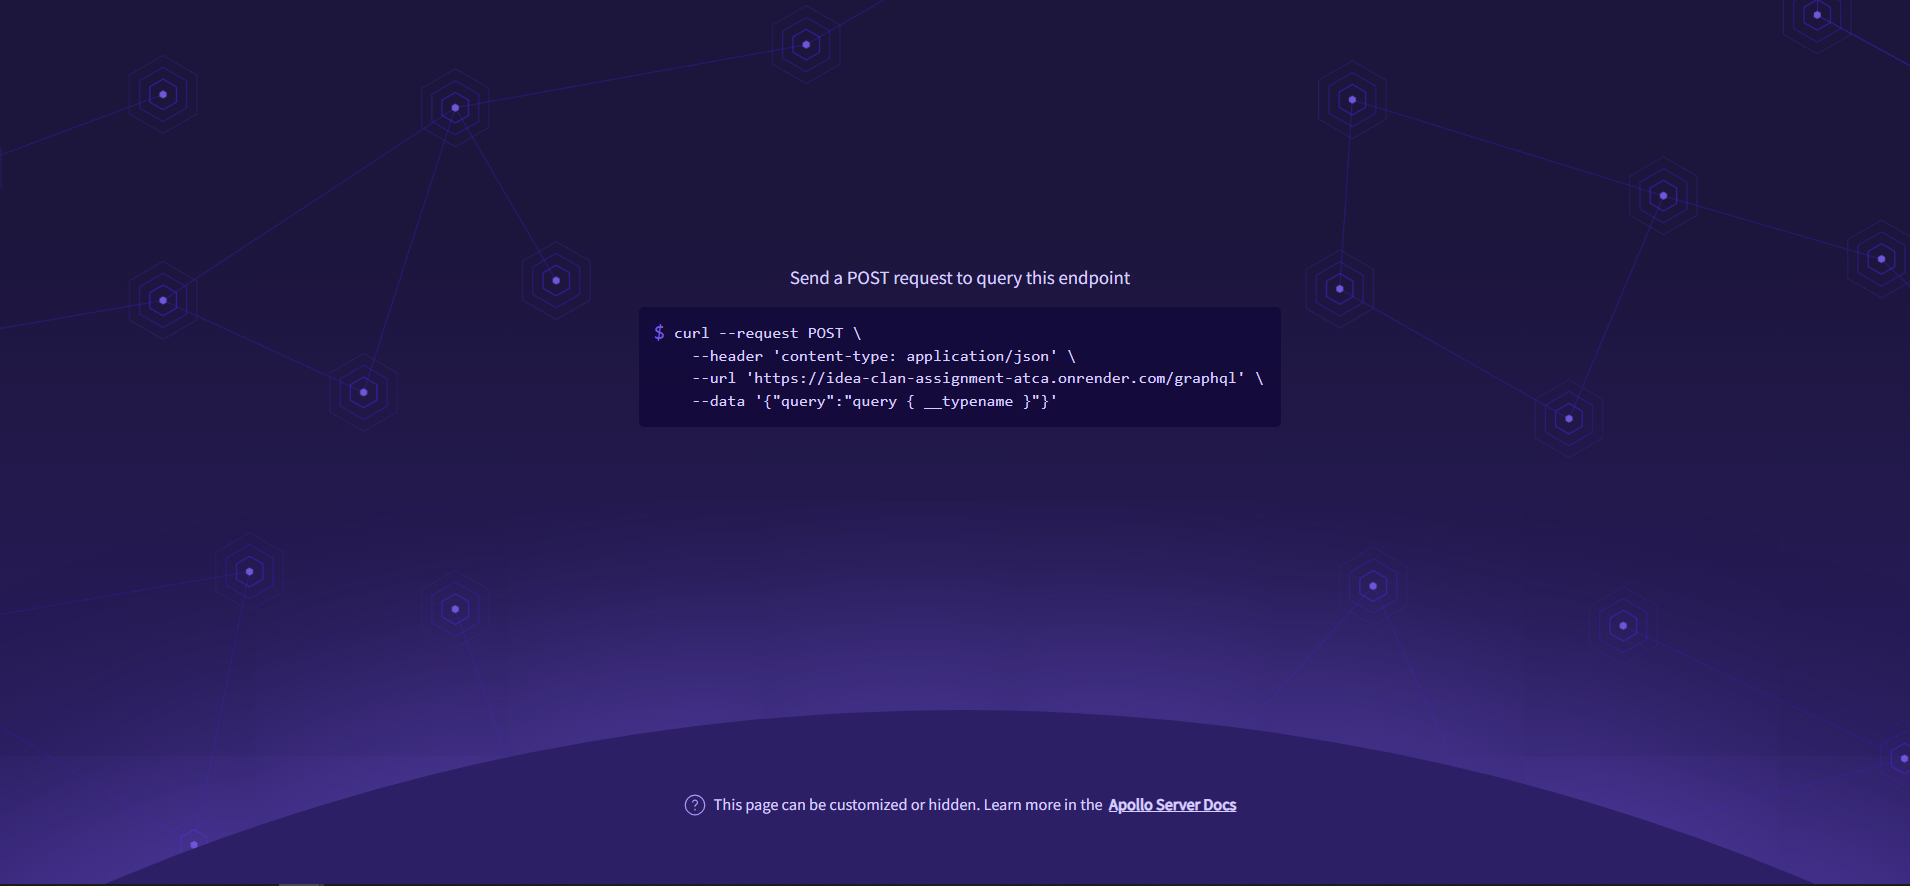 Send a POST request to query this endpoint
$ curl --request POST \
--header 'content-type: application/json' \
--url 'https://idea-clan-assignment-atca.onrender.com/graphql' \
--data '{"query":"query { __typename }"}'
? This page can be customized or hidden. Learn more in the Apollo Server Docs